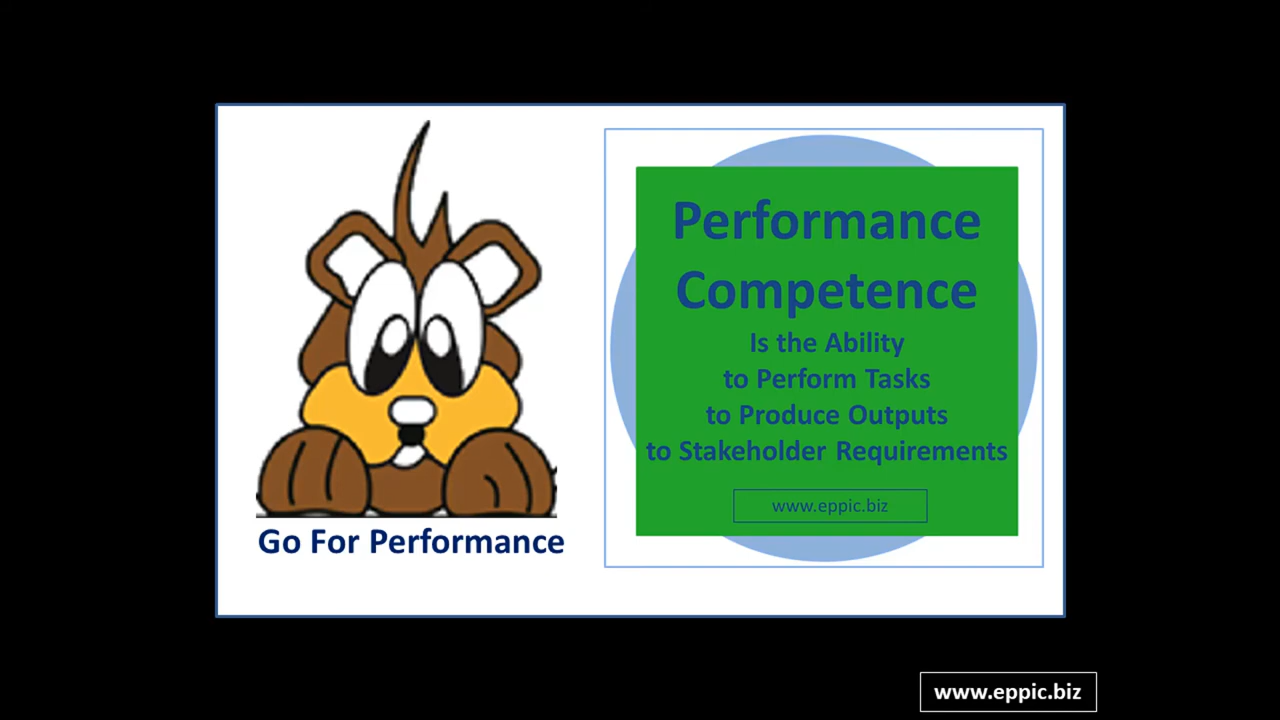 Go For Performance
Performance
Competence
Is the Ability
to Perform Tasks
to Produce Outputs
to Stakeholder Requirements
www.eppic.biz
www.eppic.biz